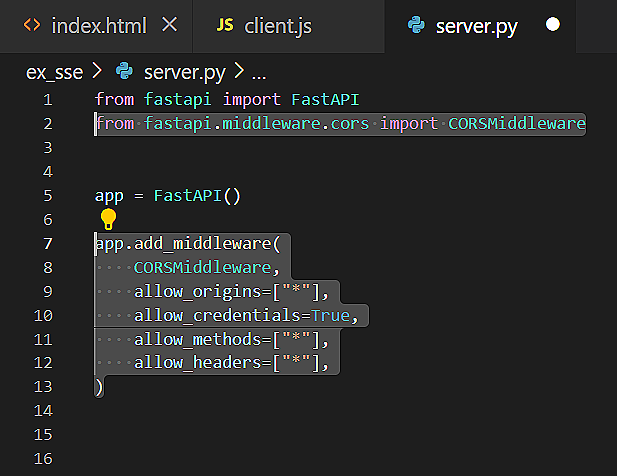 index.html
JS client.js
server.py
ex_sse > server.py > ...
1 from fastapi import FastAPI
2 from fastapi.middleware.cors import CORSMiddleware
3
4
5 app = FastAPI()
6
7 app.add_middleware(
8     CORSMiddleware,
9     allow_origins=["*"],
10     allow_credentials=True,
11     allow_methods=["*"],
12     allow_headers=["*"],
13 )
14
15
16